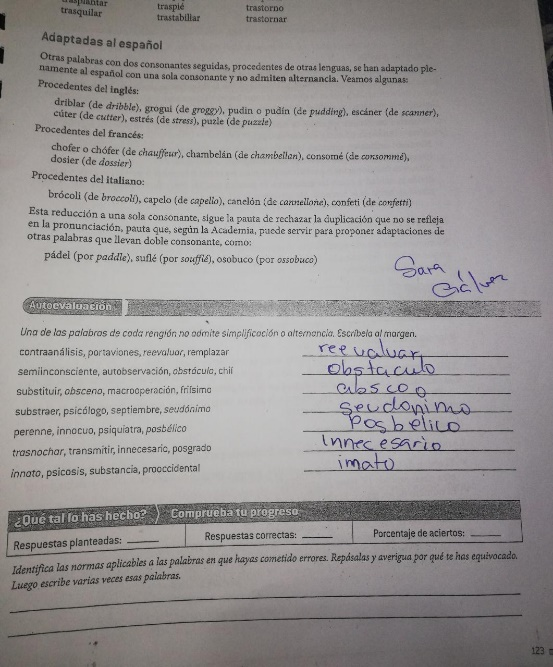 trasplantar traspié trastorno
trasquilar trastabillar trastornar
Adaptadas al español
Otras palabras con dos consonantes seguidas, procedentes de otras lenguas, se han adaptado ple-
namente al español con una sola consonante y no admiten alternancia. Veamos algunas:
Procedentes del inglés:
driblar (de dribble), grogui (de groggy), pudin o pudín (de pudding), escáner (de scanner),
cúter (de cutter), estrés (de stress), puzle (de puzzle)
Procedentes del francés:
chofer o chófer (de chauffeur), chambelán (de chambellan), consomé (de consommé),
dosier (de dossier)
Procedentes del italiano:
brócoli (de broccoli), capelo (de capello), canelón (de cannellone), confeti (de confetti)
Esta reducción a una sola consonante, sigue la pauta de rechazar la duplicación que no se refleja
en la pronunciación, pauta que, según la Academia, puede servir para proponer adaptaciones de
otras palabras que llevan doble consonante, como:
pádel (por paddle), suflé (por soufflé), osobuco (por ossobuco)
Sara
Gálvez
Autoevaluación
Una de las palabras de cada renglón no admite simplificación o alternancia. Escríbela al margen.
contraanálisis, portaviones, reevaluar, remplazar reevaluar
semiinconsciente, autobservación, obstáculo, chií obstaculo
substituir, obsceno, macrooperación, friísimo absco o
substraer, psicólogo, septiembre, seudónimo seudonimo
perenne, innocuo, psiquiatra, posbélico Posbelico
trasnochar, transmitir, innecesario, posgrado Innecesario
innato, psicosis, substancia, prooccidental imato
¿Qué tal lo has hecho? Comprueba tu progreso
Respuestas planteadas: Respuestas correctas: Porcentaje de aciertos:
Identifica las normas aplicables a las palabras en que hayas cometido errores. Repásalas y averigua por qué te has equivocado.
Luego escribe varias veces esas palabras.
123